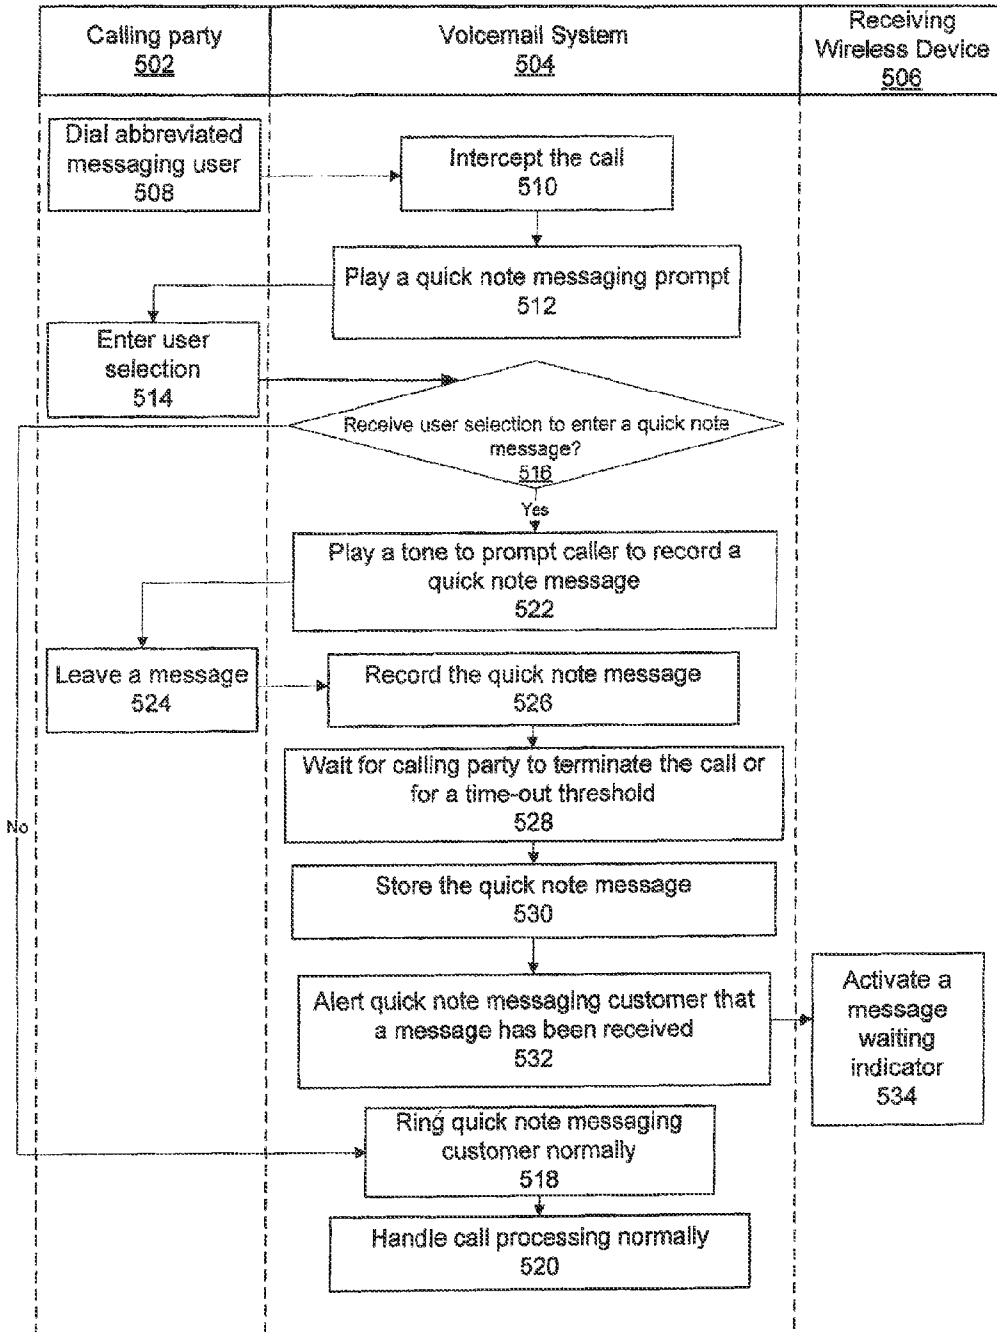 Calling party
502
Voicemail System
504
Receiving
Wireless Device
506
Dial abbreviated
messaging user
508
Intercept the call
510
Play a quick note messaging prompt
512
Enter user
selection
514
Receive user selection to enter a quick note
message?
516
Yes
Play a tone to prompt caller to record a
quick note message
522
Leave a message
524
Record the quick note message
526
Wait for calling party to terminate the call or
for a time-out threshold
528
No
Store the quick note message
530
Alert quick note messaging customer that
a message has been received
532
Activate a
message
waiting
indicator
534
Ring quick note messaging
customer normally
518
Handle call processing normally
520